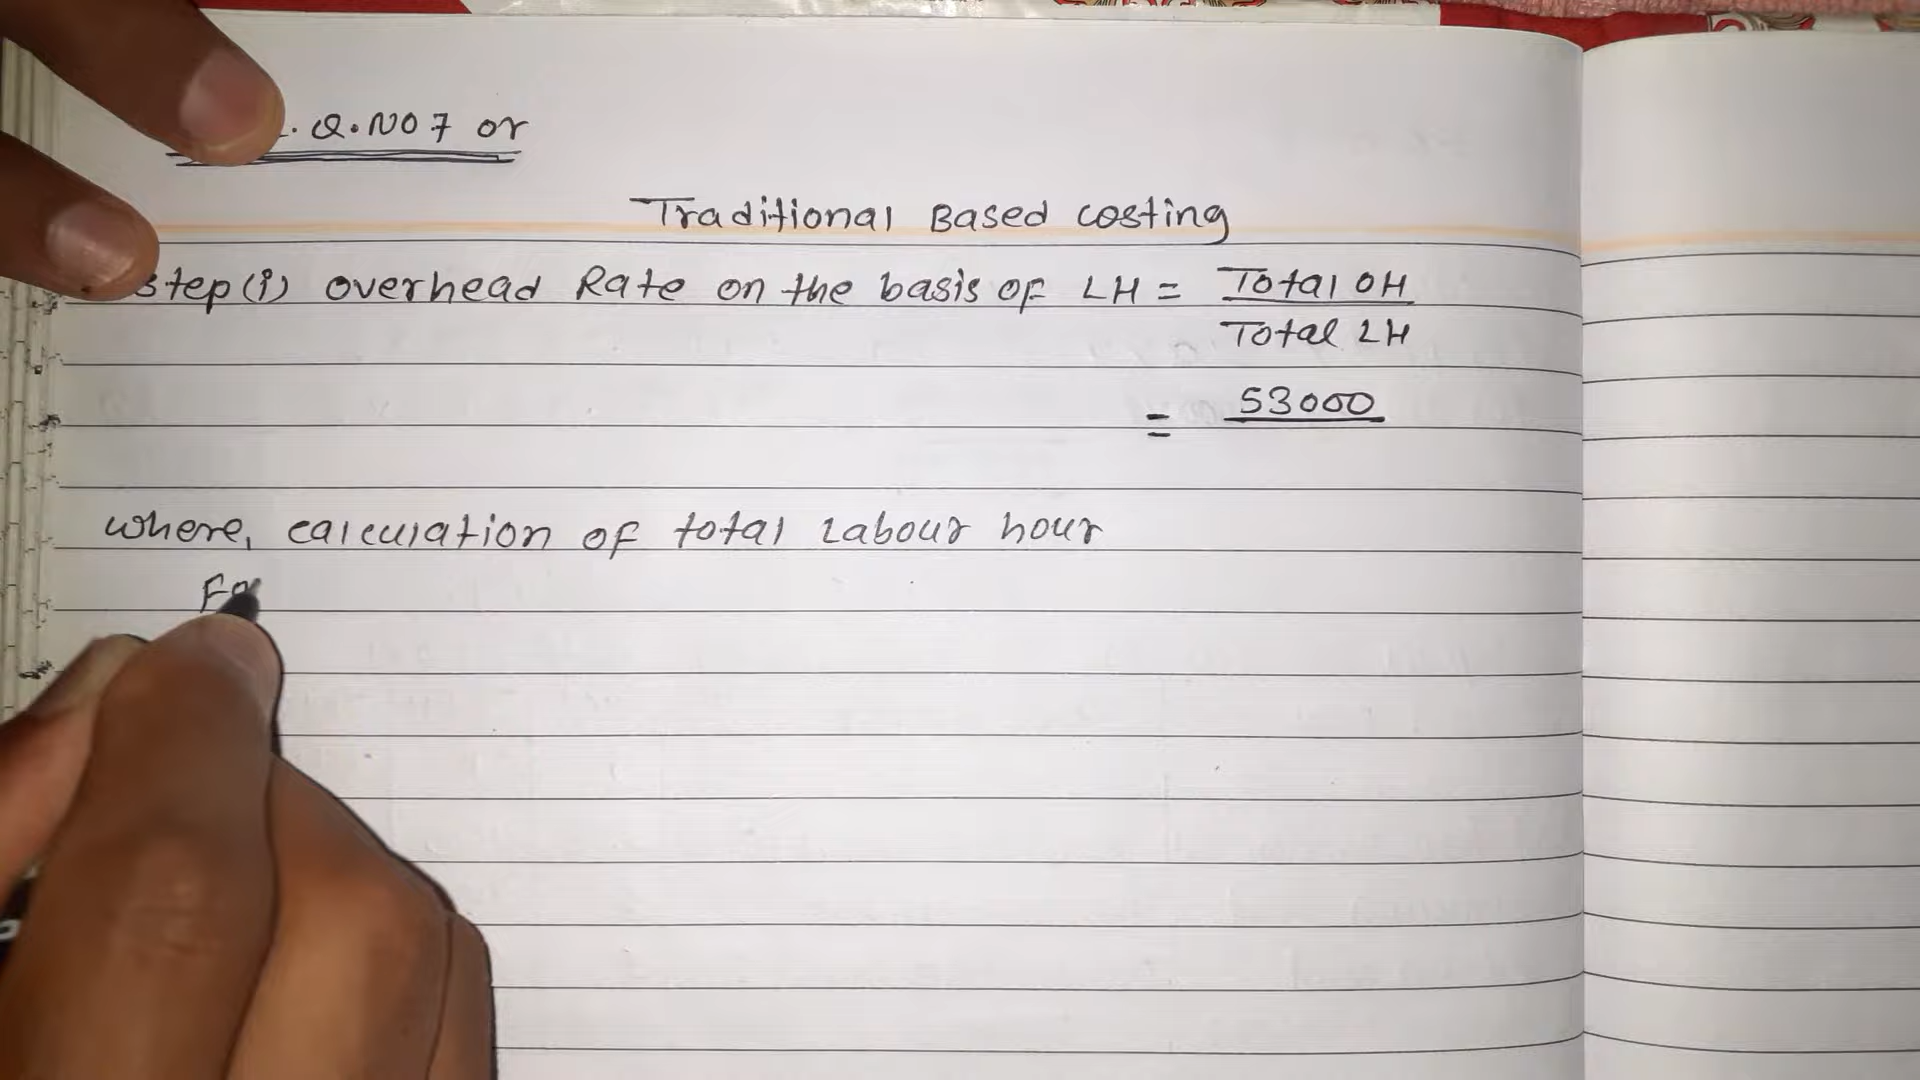 . Q.NO 7 or
Traditional Based costing
step(i) overhead Rate on the basis of LH = Total OH
Total LH
= 53000
where, calculation of total Labour hour